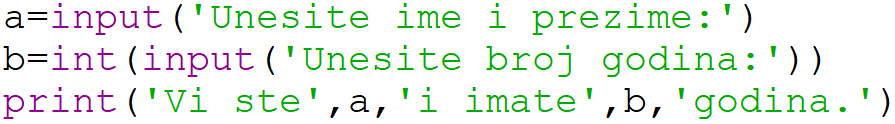 a=input('Unesite ime i prezime:')
b=int(input('Unesite broj godina:'))
print('Vi ste',a,'i imate',b,'godina.')